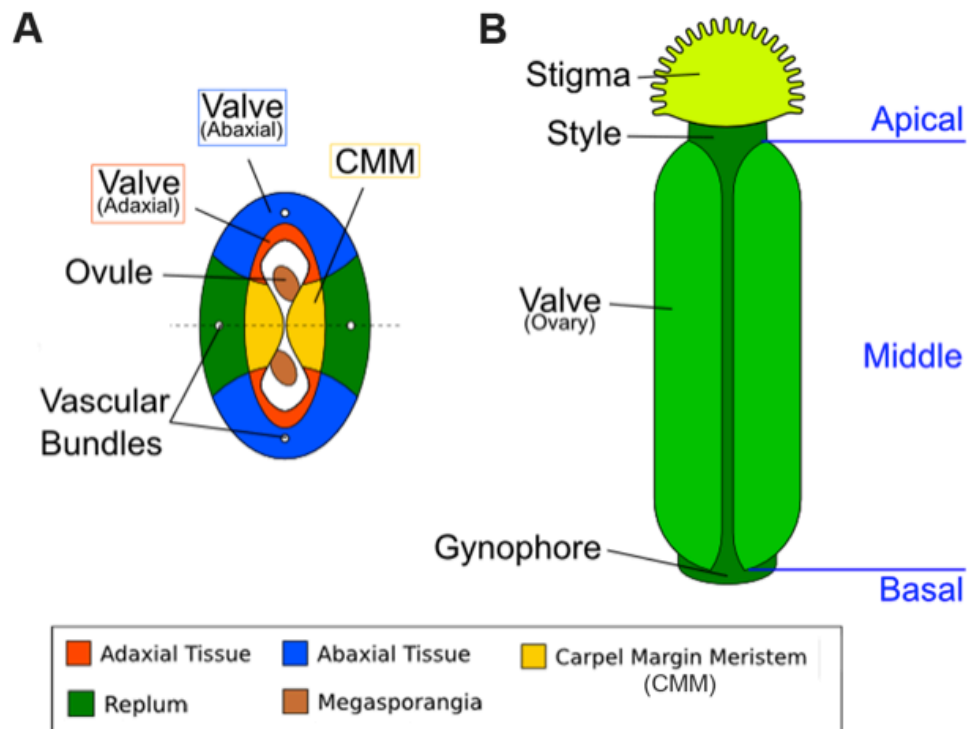 A
Valve
(Abaxial)
CMM
Valve
(Adaxial)
Ovule
Vascular
Bundles
B
Stigma
Style
Apical
Valve
(Ovary)
Middle
Gynophore
Basal
Adaxial Tissue
Abaxial Tissue
Carpel Margin Meristem
(CMM)
Replum
Megasporangia